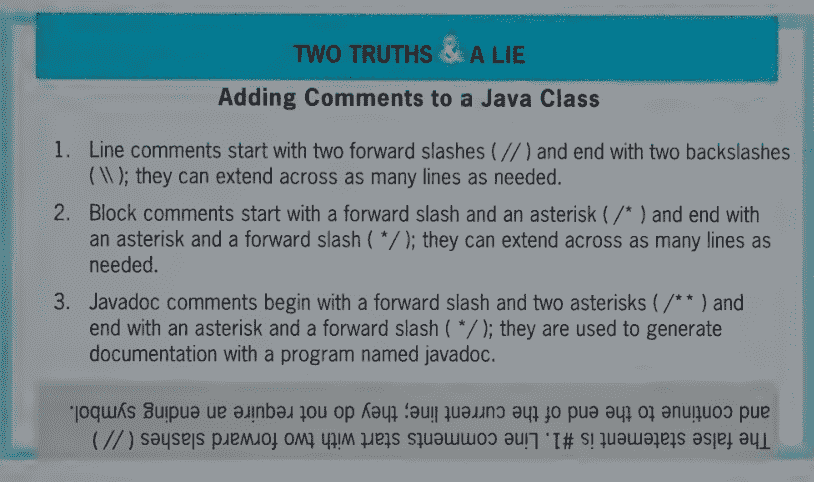 TWO TRUTHS & A LIE
Adding Comments to a Java Class
1. Line comments start with two forward slashes ( // ) and end with two backslashes
( \\ ); they can extend across as many lines as needed.
2. Block comments start with a forward slash and an asterisk ( /* ) and end with
an asterisk and a forward slash ( */ ); they can extend across as many lines as
needed.
3. Javadoc comments begin with a forward slash and two asterisks ( /** ) and
end with an asterisk and a forward slash ( */ ); they are used to generate
documentation with a program named javadoc.
The false statement is #1. Line comments start with two forward slashes ( // )
and continue to the end of the current line; they do not require an ending symbol.